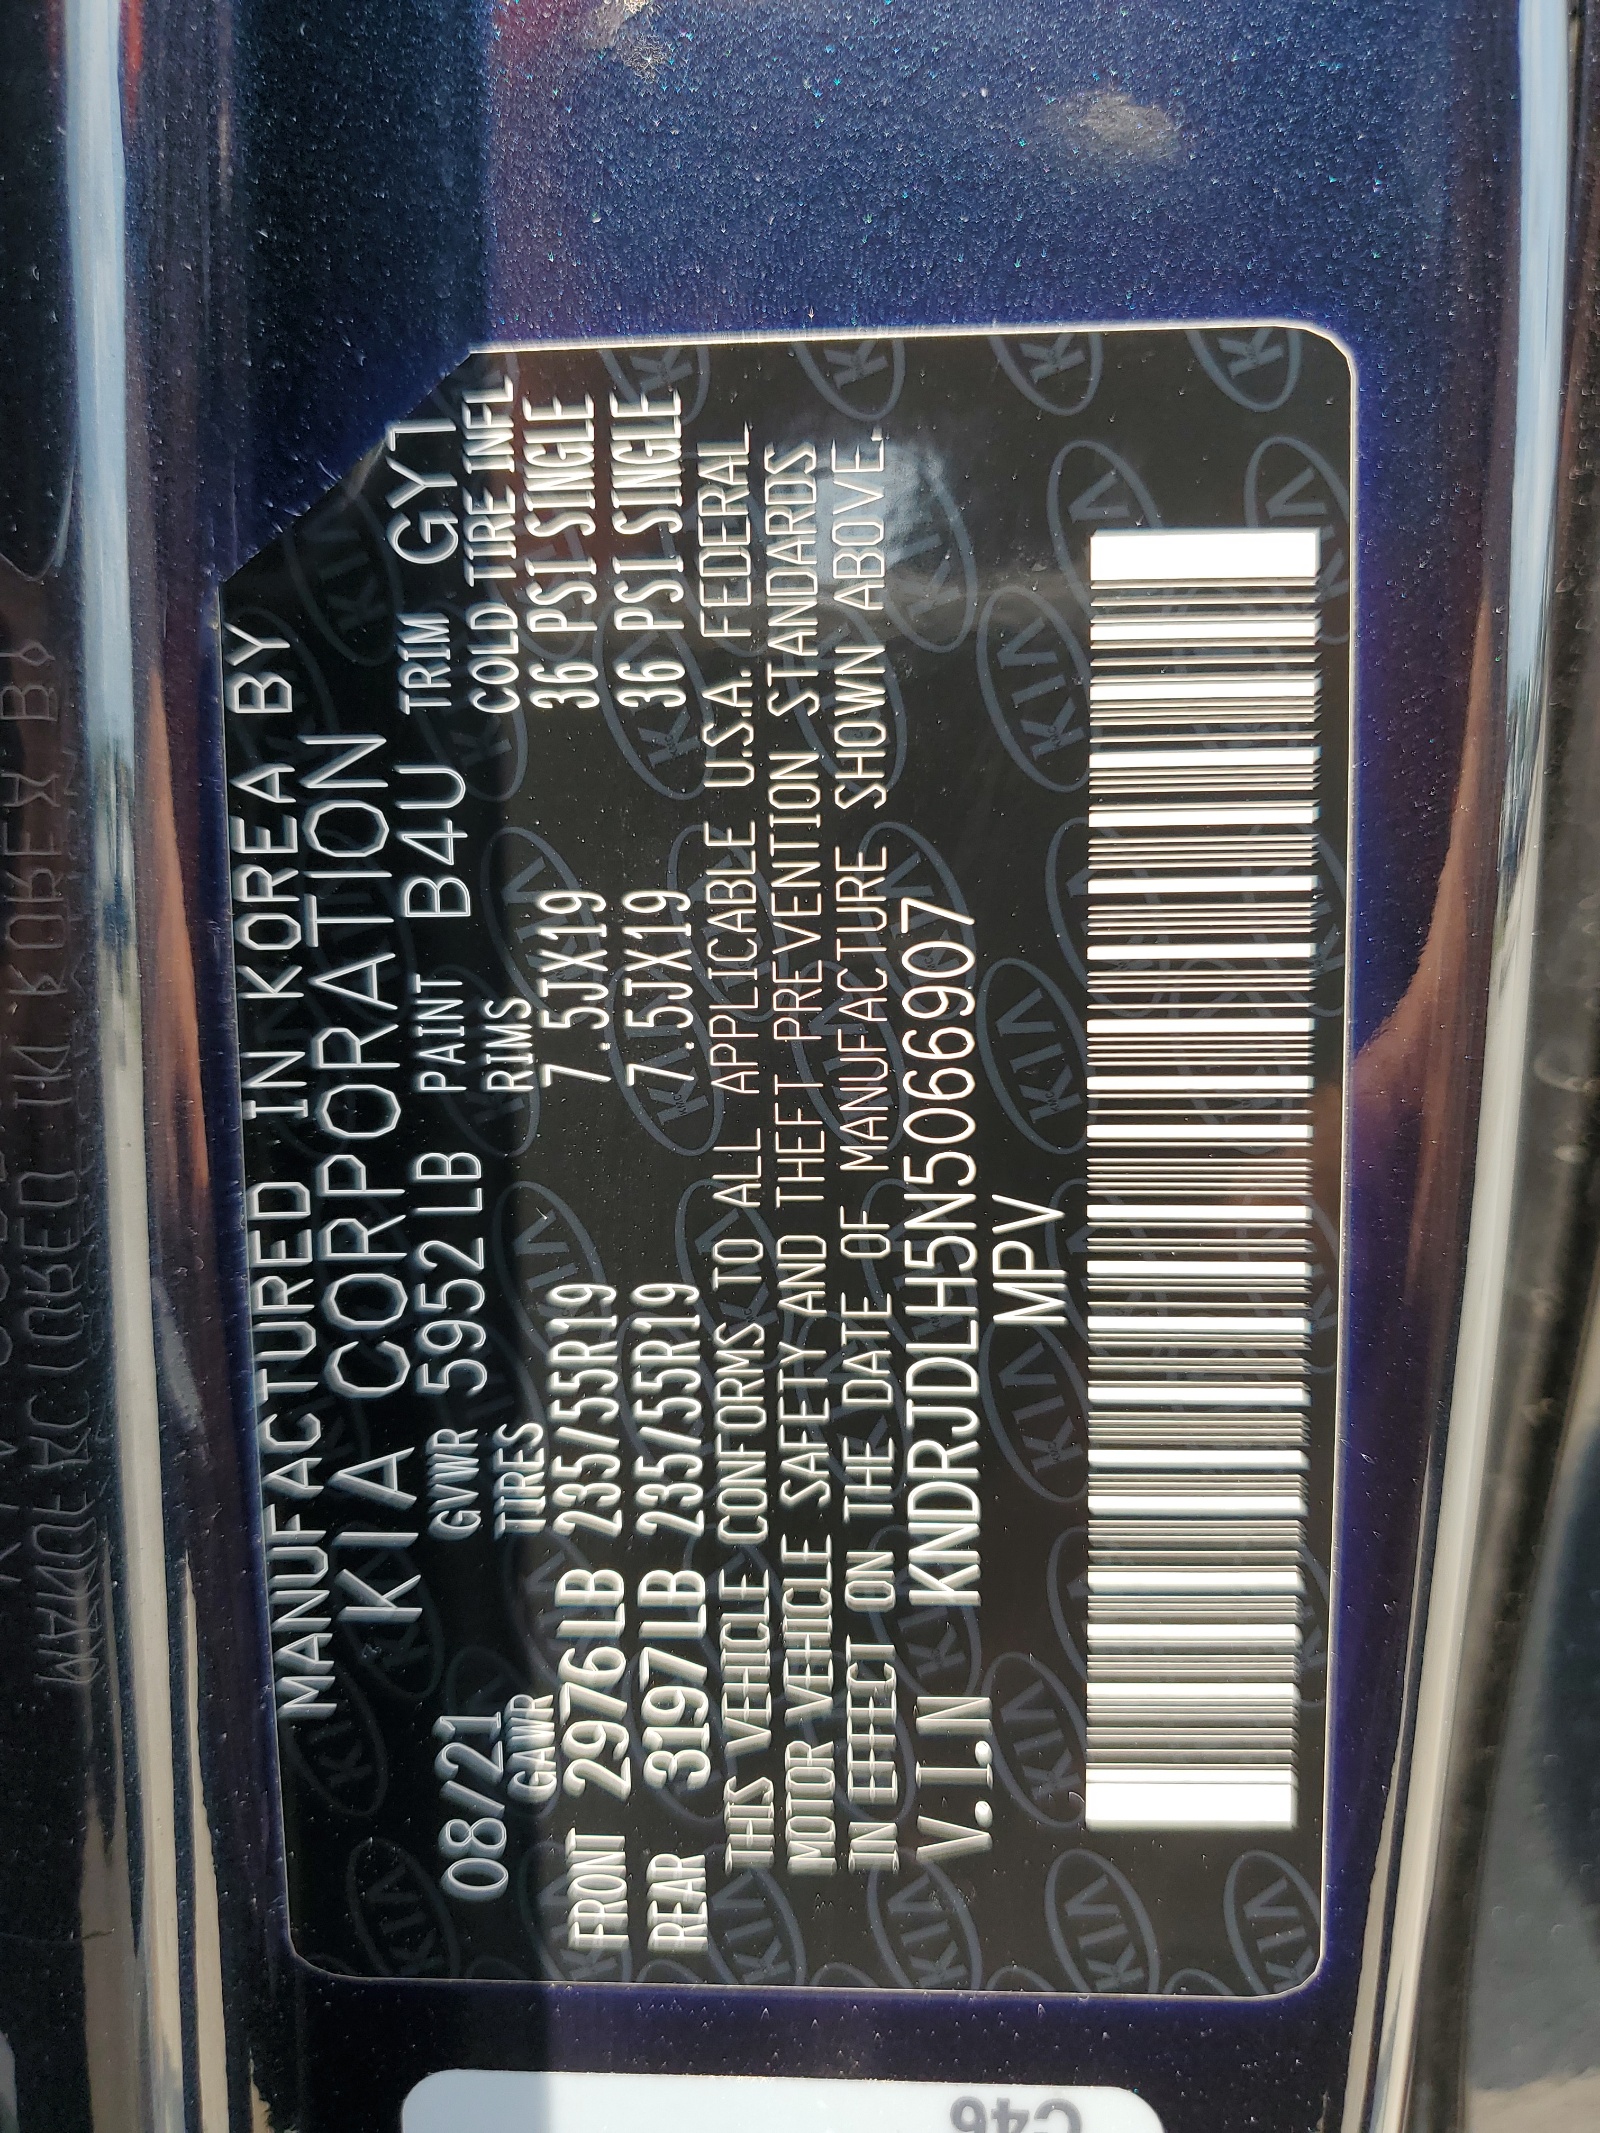 MANUFACTURED IN KOREA BY
KIA CORPORATION
08/21 GVWR 5952LB PAINT B4U TRIM GY1
GAWR TIRES RIMS COLD TIRE INFL
FRONT 2976LB 235/55R19 7.5JX19 36 PSI SINGLE
REAR 3197LB 235/55R19 7.5JX19 36 PSI SINGLE
THIS VEHICLE CONFORMS TO ALL APPLICABLE U.S.A. FEDERAL
MOTOR VEHICLE SAFETY AND THEFT PREVENTION STANDARDS
IN EFFECT ON THE DATE OF MANUFACTURE SHOWN ABOVE.
V.I.N KNDRJDLH5N5066907
MPV
C46